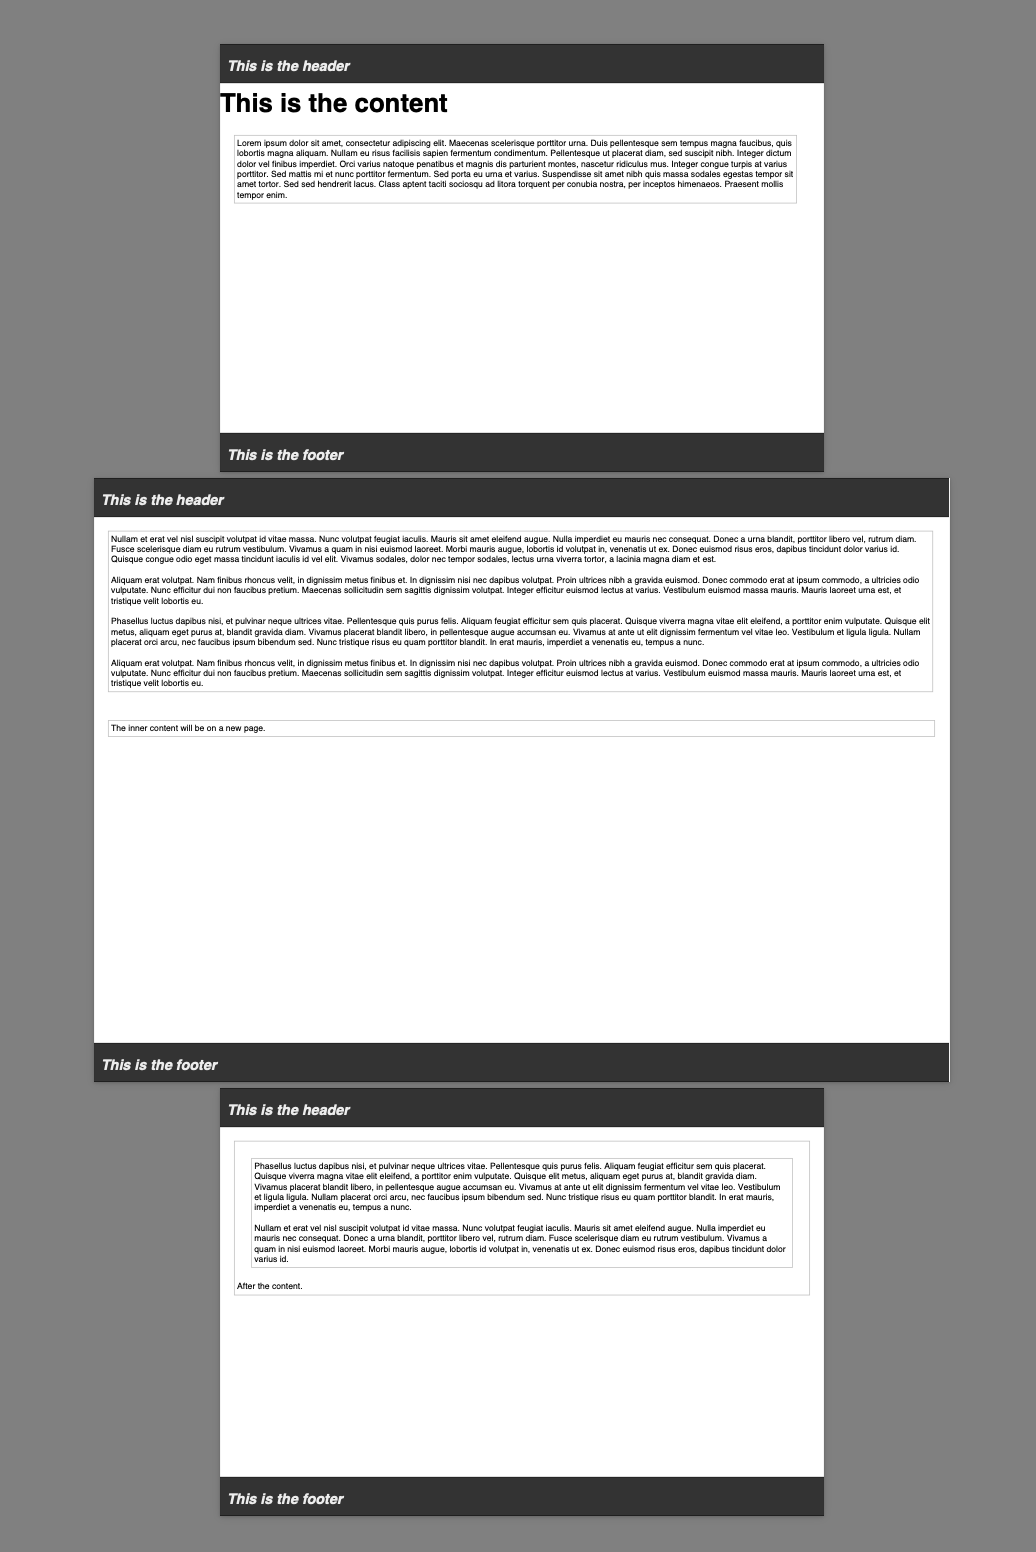 This is the header
This is the content
Lorem ipsum dolor sit amet, consectetur adipiscing elit. Maecenas scelerisque porttitor urna. Duis pellentesque sem tempus magna faucibus, quis
lobortis magna aliquam. Nullam eu risus facilisis sapien fermentum condimentum. Pellentesque ut placerat diam, sed suscipit nibh. Integer dictum
dolor vel finibus imperdiet. Orci varius natoque penatibus et magnis dis parturient montes, nascetur ridiculus mus. Integer congue turpis at varius
porttitor. Sed mattis mi et nunc porttitor fermentum. Sed porta eu urna et varius. Suspendisse sit amet nibh quis massa sodales egestas tempor sit
amet tortor. Sed sed hendrerit lacus. Class aptent taciti sociosqu ad litora torquent per conubia nostra, per inceptos himenaeos. Praesent mollis
tempor enim.
This is the footer
This is the header
Nullam et erat vel nisl suscipit volutpat id vitae massa. Nunc volutpat feugiat iaculis. Mauris sit amet eleifend augue. Nulla imperdiet eu mauris nec consequat. Donec a urna blandit, porttitor libero vel, rutrum diam.
Fusce scelerisque diam eu rutrum vestibulum. Vivamus a quam in nisi euismod laoreet. Morbi mauris augue, lobortis id volutpat in, venenatis ut ex. Donec euismod risus eros, dapibus tincidunt dolor varius id.
Quisque congue odio eget massa tincidunt iaculis id vel elit. Vivamus sodales, dolor nec tempor sodales, lectus urna viverra tortor, a lacinia magna diam et est.
Aliquam erat volutpat. Nam finibus rhoncus velit, in dignissim metus finibus et. In dignissim nisi nec dapibus volutpat. Proin ultrices nibh a gravida euismod. Donec commodo erat at ipsum commodo, a ultricies odio
vulputate. Nunc efficitur dui non faucibus pretium. Maecenas sollicitudin sem sagittis dignissim volutpat. Integer efficitur euismod lectus at varius. Vestibulum euismod massa mauris. Mauris laoreet urna est, et
tristique velit lobortis eu.
Phasellus luctus dapibus nisi, et pulvinar neque ultrices vitae. Pellentesque quis purus felis. Aliquam feugiat efficitur sem quis placerat. Quisque viverra magna vitae elit eleifend, a porttitor enim vulputate. Quisque elit
metus, aliquam eget purus at, blandit gravida diam. Vivamus placerat blandit libero, in pellentesque augue accumsan eu. Vivamus at ante ut elit dignissim fermentum vel vitae leo. Vestibulum et ligula ligula. Nullam
placerat orci arcu, nec faucibus ipsum bibendum sed. Nunc tristique risus eu quam porttitor blandit. In erat mauris, imperdiet a venenatis eu, tempus a nunc.
Aliquam erat volutpat. Nam finibus rhoncus velit, in dignissim metus finibus et. In dignissim nisi nec dapibus volutpat. Proin ultrices nibh a gravida euismod. Donec commodo erat at ipsum commodo, a ultricies odio
vulputate. Nunc efficitur dui non faucibus pretium. Maecenas sollicitudin sem sagittis dignissim volutpat. Integer efficitur euismod lectus at varius. Vestibulum euismod massa mauris. Mauris laoreet urna est, et
tristique velit lobortis eu.
The inner content will be on a new page.
This is the footer
This is the header
Phasellus luctus dapibus nisi, et pulvinar neque ultrices vitae. Pellentesque quis purus felis. Aliquam feugiat efficitur sem quis placerat.
Quisque viverra magna vitae elit eleifend, a porttitor enim vulputate. Quisque elit metus, aliquam eget purus at, blandit gravida diam.
Vivamus placerat blandit libero, in pellentesque augue accumsan eu. Vivamus at ante ut elit dignissim fermentum vel vitae leo. Vestibulum
et ligula ligula. Nullam placerat orci arcu, nec faucibus ipsum bibendum sed. Nunc tristique risus eu quam porttitor blandit. In erat mauris,
imperdiet a venenatis eu, tempus a nunc.
Nullam et erat vel nisl suscipit volutpat id vitae massa. Nunc volutpat feugiat iaculis. Mauris sit amet eleifend augue. Nulla imperdiet eu
mauris nec consequat. Donec a urna blandit, porttitor libero vel, rutrum diam. Fusce scelerisque diam eu rutrum vestibulum. Vivamus a
quam in nisi euismod laoreet. Morbi mauris augue, lobortis id volutpat in, venenatis ut ex. Donec euismod risus eros, dapibus tincidunt dolor
varius id.
After the content.
This is the footer